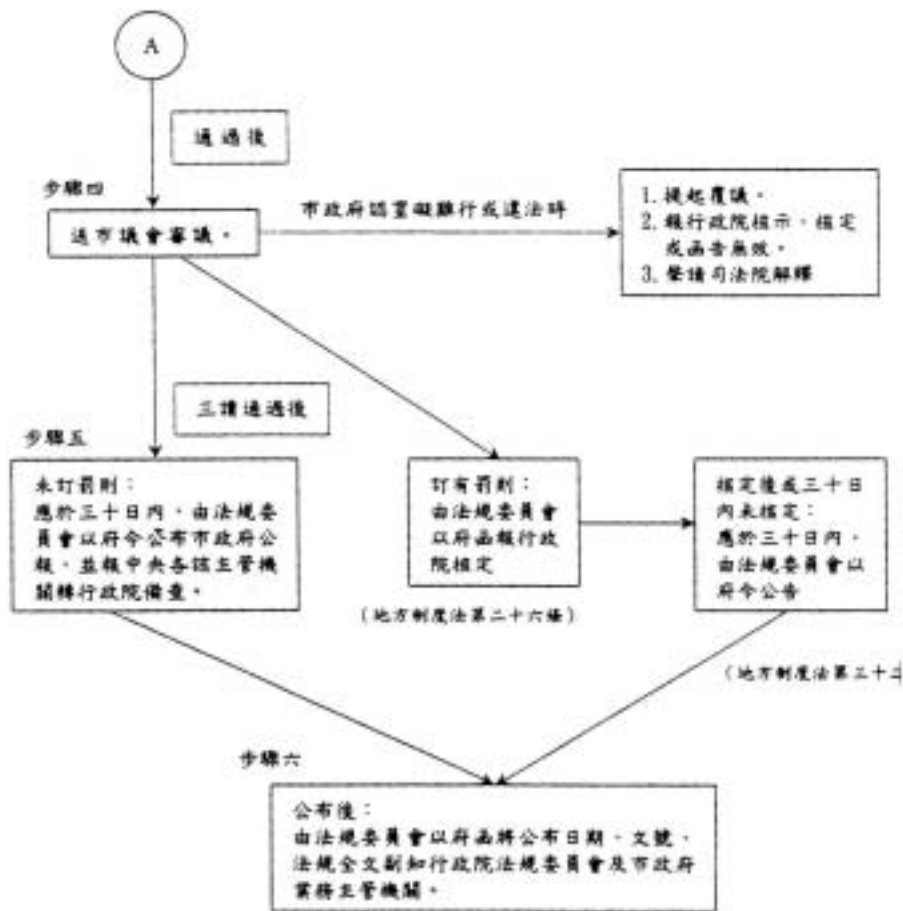 A
通過後
步驟四
送市議會審議。
市政府認窒礙難行或違法時
1. 提起覆議。
2. 報行政院核示、核定
或函告無效。
3. 聲請司法院解釋
三讀通過後
步驟五
未訂罰則：
應於三十日內，由法規委
員會以府令公布市政府公
報，並報中央各該主管機
關轉行政院備查。
訂有罰則：
由法規委員會
以府函報行政
院核定
核定後或三十日
內未核定：
應於三十日內，
由法規委員會以
府令公告
（地方制度法第二十六條）
（地方制度法第三十二
步驟六
公布後：
由法規委員會以府函將公布日期、文號、
法規全文副知行政院法規委員會及市政府
業務主管機關。